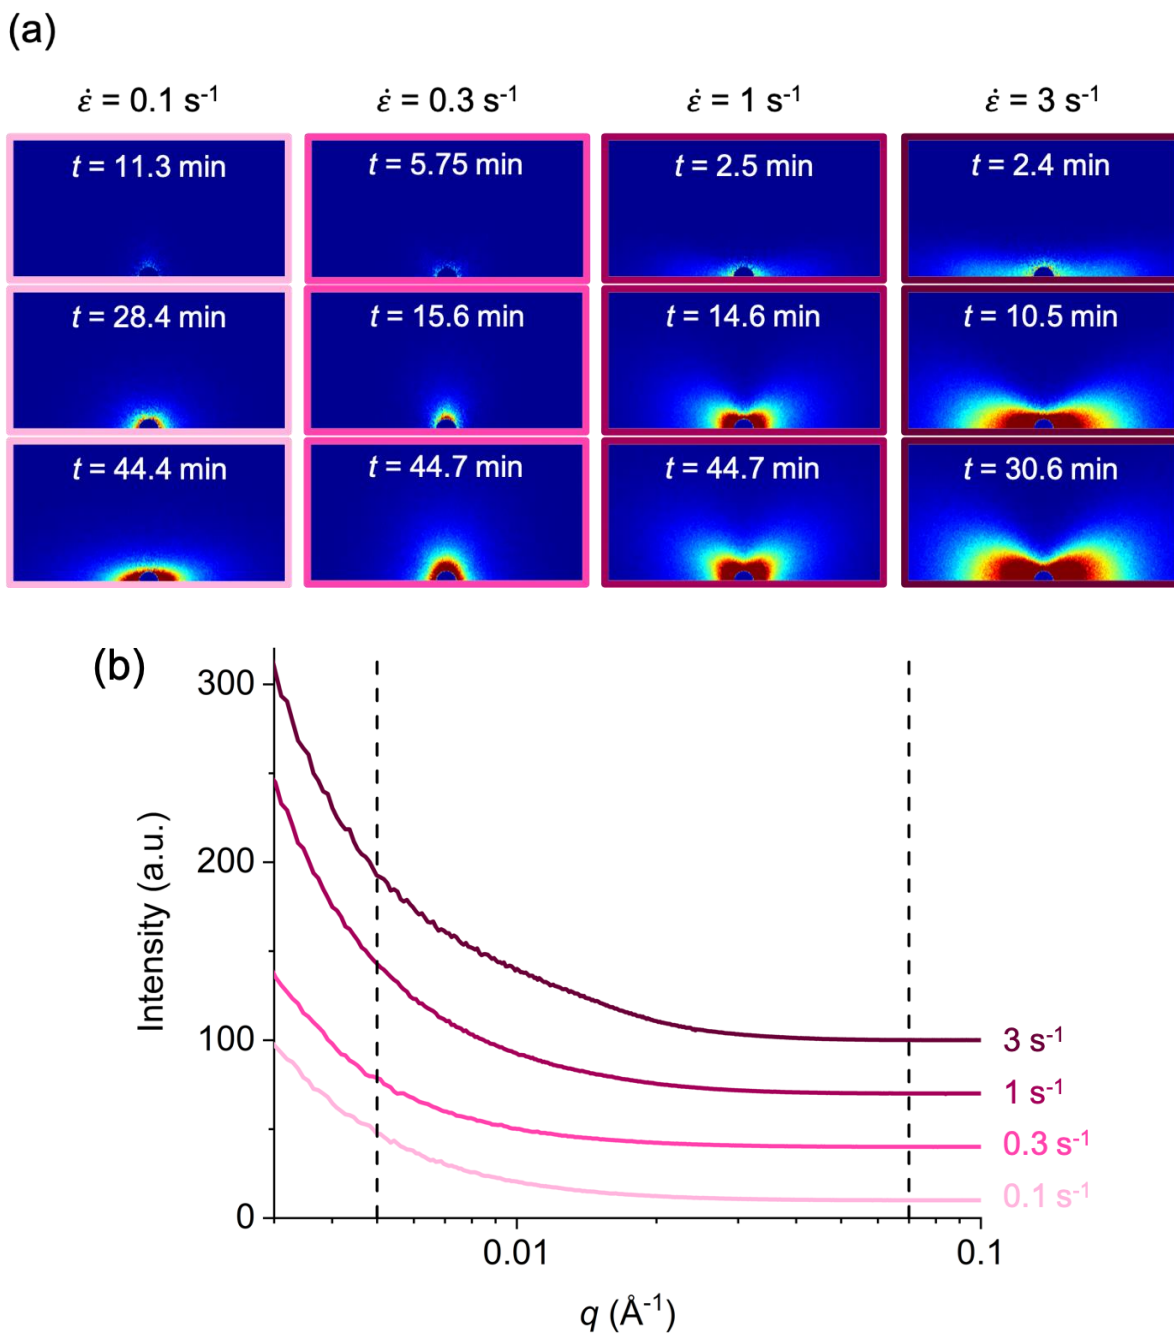 (a)
ε̇ = 0.1 s⁻¹ ε̇ = 0.3 s⁻¹ ε̇ = 1 s⁻¹ ε̇ = 3 s⁻¹
t = 11.3 min t = 5.75 min t = 2.5 min t = 2.4 min
t = 28.4 min t = 15.6 min t = 14.6 min t = 10.5 min
t = 44.4 min t = 44.7 min t = 44.7 min t = 30.6 min
(b)
300
200
100
0
Intensity (a.u.)
3 s⁻¹
1 s⁻¹
0.3 s⁻¹
0.1 s⁻¹
0.01 0.1
q (Å⁻¹)